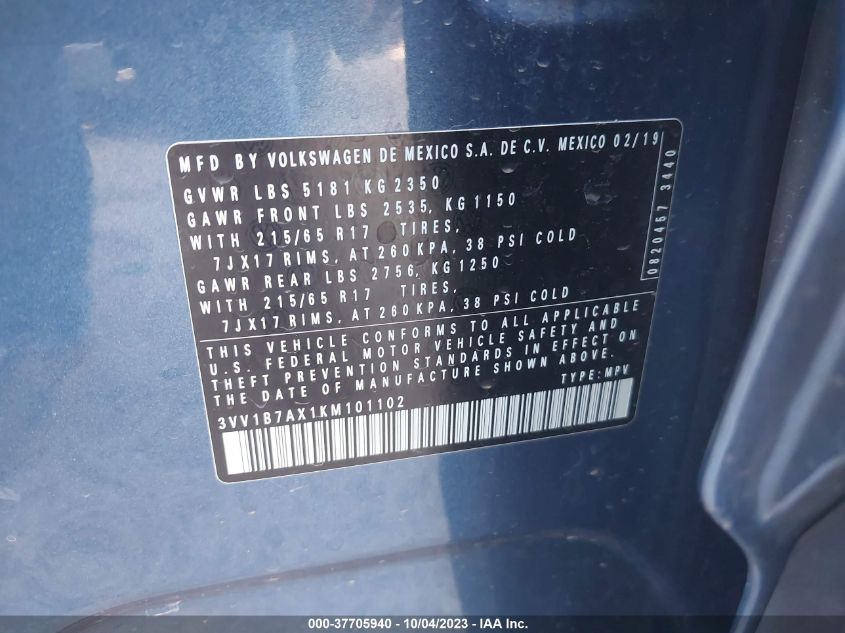 MFD BY VOLKSWAGEN DE MEXICO S.A. DE C.V. MEXICO 02/19
GVWR LBS 5181 KG 2350
GAWR FRONT LBS 2535, KG 1150
WITH 215/65 R17 TIRES,
7JX17 RIMS, AT 260 KPA, 38 PSI COLD
GAWR REAR LBS 2756, KG 1250
WITH 215/65 R17 TIRES,
7JX17 RIMS, AT 260 KPA, 38 PSI COLD
0820467 3440
THIS VEHICLE CONFORMS TO ALL APPLICABLE
U.S. FEDERAL MOTOR VEHICLE SAFETY AND
THEFT PREVENTION STANDARDS IN EFFECT ON
THE DATE OF MANUFACTURE SHOWN ABOVE.
TYPE: MPV
3VV1B7AX1KM101102
000-37705940 - 10/04/2023 - IAA Inc.